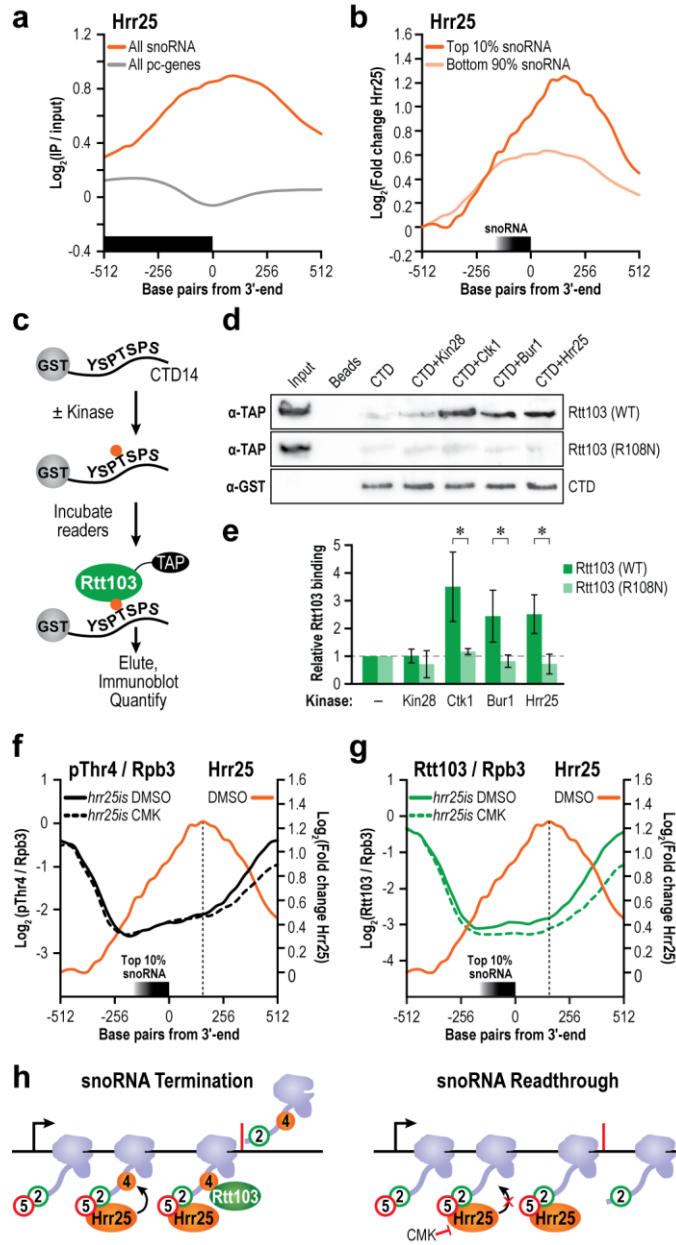 a
Hrr25
All snoRNA
All pc-genes
Log2(IP / input)
1.2
0.8
0.4
0
-0.4
-512 -256 0 256 512
Base pairs from 3'-end
b
Hrr25
Top 10% snoRNA
Bottom 90% snoRNA
Log2(Fold change Hrr25)
1.6
1.4
1.2
1.0
0.8
0.6
0.4
0.2
0
-0.2
snoRNA
-512 -256 0 256 512
Base pairs from 3'-end
c
GST
YSPTSPS
CTD14
± Kinase
GST
YSPTSPS
Incubate
readers
Rtt103
TAP
GST
YSPTSPS
Elute,
Immunoblot
Quantify
d
Input
Beads
CTD
CTD+Kin28
CTD+Ctk1
CTD+Bur1
CTD+Hrr25
α-TAP Rtt103 (WT)
α-TAP Rtt103 (R108N)
α-GST CTD
e
Relative Rtt103 binding
5
4
3
2
1
0
* * *
Rtt103 (WT)
Rtt103 (R108N)
Kinase: – Kin28 Ctk1 Bur1 Hrr25
f
pThr4 / Rpb3 Hrr25
hrr25is DMSO DMSO
hrr25is CMK
Log2 (pThr4 / Rpb3)
1
0
-1
-2
-3
Log2(Fold change Hrr25)
1.6
1.4
1.2
1.0
0.8
0.6
0.4
0.2
0
Top 10%
snoRNA
-512 -256 0 256 512
Base pairs from 3'-end
g
Rtt103 / Rpb3 Hrr25
hrr25is DMSO DMSO
hrr25is CMK
Log2(Rtt103 / Rpb3)
1
0
-1
-2
-3
-4
Log2(Fold change Hrr25)
1.6
1.4
1.2
1.0
0.8
0.6
0.4
0.2
0
Top 10%
snoRNA
-512 -256 0 256 512
Base pairs from 3'-end
h
snoRNA Termination
2 4
5 2
5 2 4
Hrr25
5 2 4
Hrr25
Rtt103
snoRNA Readthrough
5 2
5 2
Hrr25
×
CMK
5 2
Hrr25
2